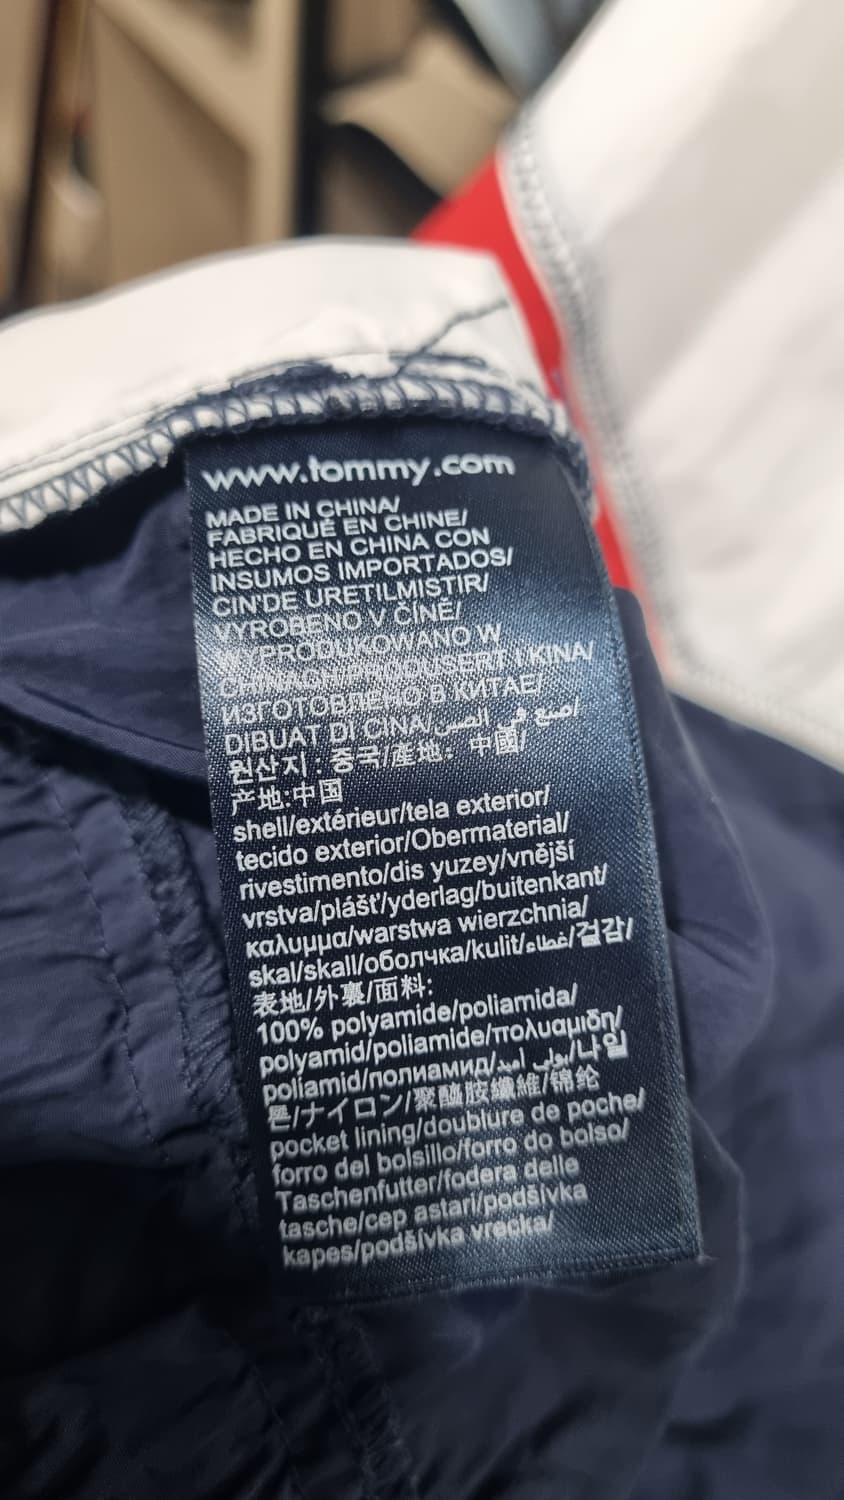 www.tommy.com
MADE IN CHINA/
FABRIQUÉ EN CHINE/
HECHO EN CHINA CON
INSUMOS IMPORTADOS/
CIN'DE URETILMISTIR/
VYROBENO V ČÍNĚ/
WYPRODUKOWANO W
CHINACH/PRODUSERT I KINA/
ИЗГОТОВЛЕНО В КИТАЕ/
DIBUAT DI CINA/صنع في الصين/
원산지 : 중국/產地: 中國/
产地:中国
shell/extérieur/tela exterior/
tecido exterior/Obermaterial/
rivestimento/dis yuzey/vnější
vrstva/plášť/yderlag/buitenkant/
καλυμμα/warstwa wierzchnia/
skal/skall/оболчка/kulit/غطاء/겉감/
表地/外裏/面料:
100% polyamide/poliamida/
polyamid/poliamide/πολυαμιδη/
poliamid/полиамид/بولي أميد/나일
론/ナイロン/聚醯胺纖維/锦纶
pocket lining/doublure de poche/
forro del bolsillo/forro do bolso/
Taschenfutter/fodera delle
tasche/cep astari/podšívka
kapes/podšívka vrecka/